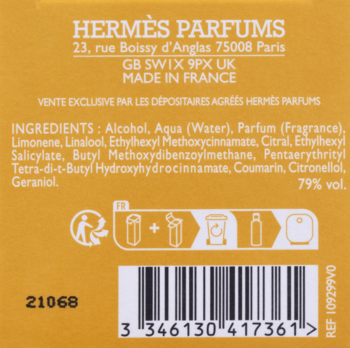 HERMÈS PARFUMS
23, rue Boissy d'Anglas 75008 Paris
GB SW1X 9PX UK
MADE IN FRANCE
VENTE EXCLUSIVE PAR LES DÉPOSITAIRES AGRÉÉS HERMÈS PARFUMS
INGREDIENTS : Alcohol, Aqua (Water), Parfum (Fragrance),
Limonene, Linalool, Ethylhexyl Methoxycinnamate, Citral, Ethylhexyl
Salicylate, Butyl Methoxydibenzoylmethane, Pentaerythrityl
Tetra-di-t-Butyl Hydroxyhydrocinnamate, Coumarin, Citronellol,
Geraniol.
79% vol.
FR
+
21068
3 346130 417361 >
REF 109299V0